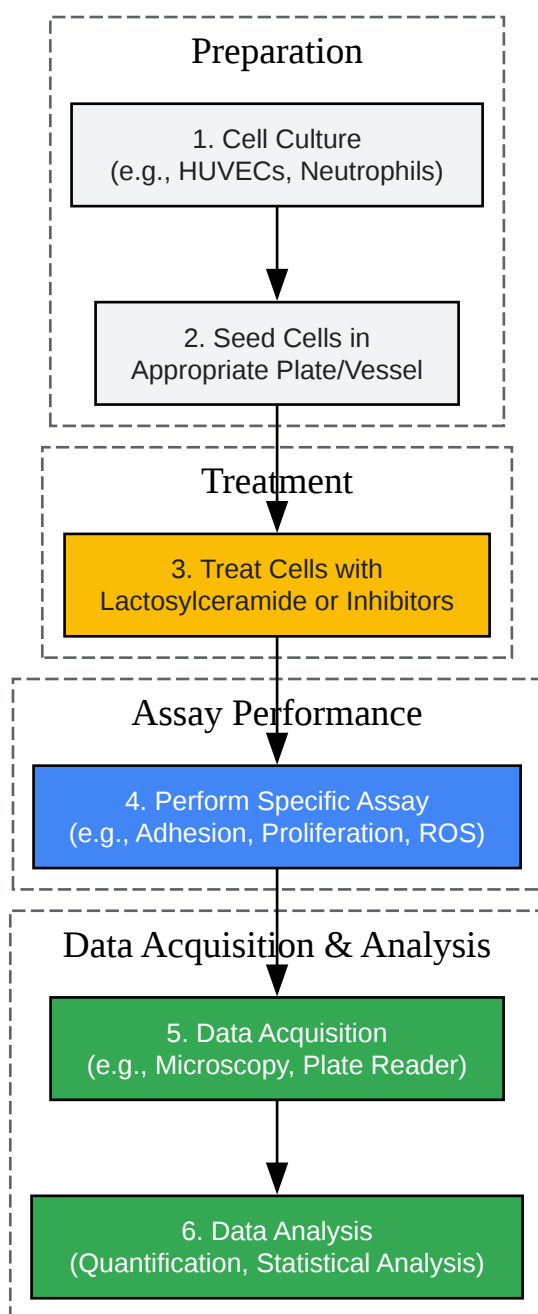 Preparation
1. Cell Culture
(e.g., HUVECs, Neutrophils)
2. Seed Cells in
Appropriate Plate/Vessel
Treatment
3. Treat Cells with
Lactosylceramide or Inhibitors
Assay Performance
4. Perform Specific Assay
(e.g., Adhesion, Proliferation, ROS)
Data Acquisition & Analysis
5. Data Acquisition
(e.g., Microscopy, Plate Reader)
6. Data Analysis
(Quantification, Statistical Analysis)